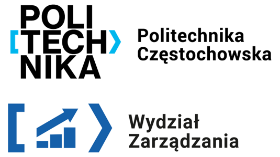 POLI
[TECH>
NIKA
Politechnika
Częstochowska
Wydział
Zarządzania